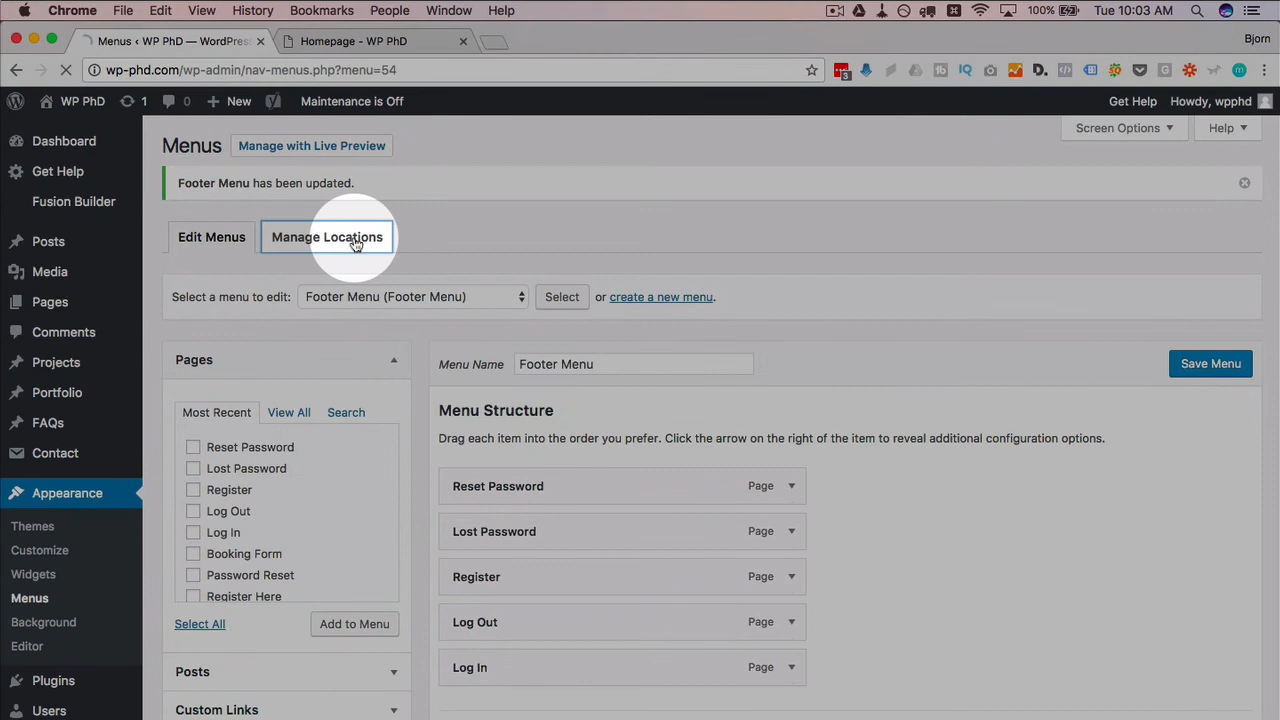 Chrome File Edit View History Bookmarks People Window Help 100% Tue 10:03 AM
Menus ‹ WP PhD — WordPres Homepage - WP PhD Bjorn
wp-phd.com/wp-admin/nav-menus.php?menu=54
WP PhD 1 0 New Maintenance is Off Get Help Howdy, wpphd
Screen Options Help
Dashboard
Get Help
Fusion Builder
Posts
Media
Pages
Comments
Projects
Portfolio
FAQs
Contact
Appearance
Themes
Customize
Widgets
Menus
Background
Editor
Plugins
Users
Menus Manage with Live Preview
Footer Menu has been updated.
Edit Menus Manage Locations
Select a menu to edit: Footer Menu (Footer Menu) Select or create a new menu.
Pages
Most Recent View All Search
Reset Password
Lost Password
Register
Log Out
Log In
Booking Form
Password Reset
Register Here
Select All Add to Menu
Posts
Custom Links
Menu Name Footer Menu Save Menu
Menu Structure
Drag each item into the order you prefer. Click the arrow on the right of the item to reveal additional configuration options.
Reset Password Page
Lost Password Page
Register Page
Log Out Page
Log In Page